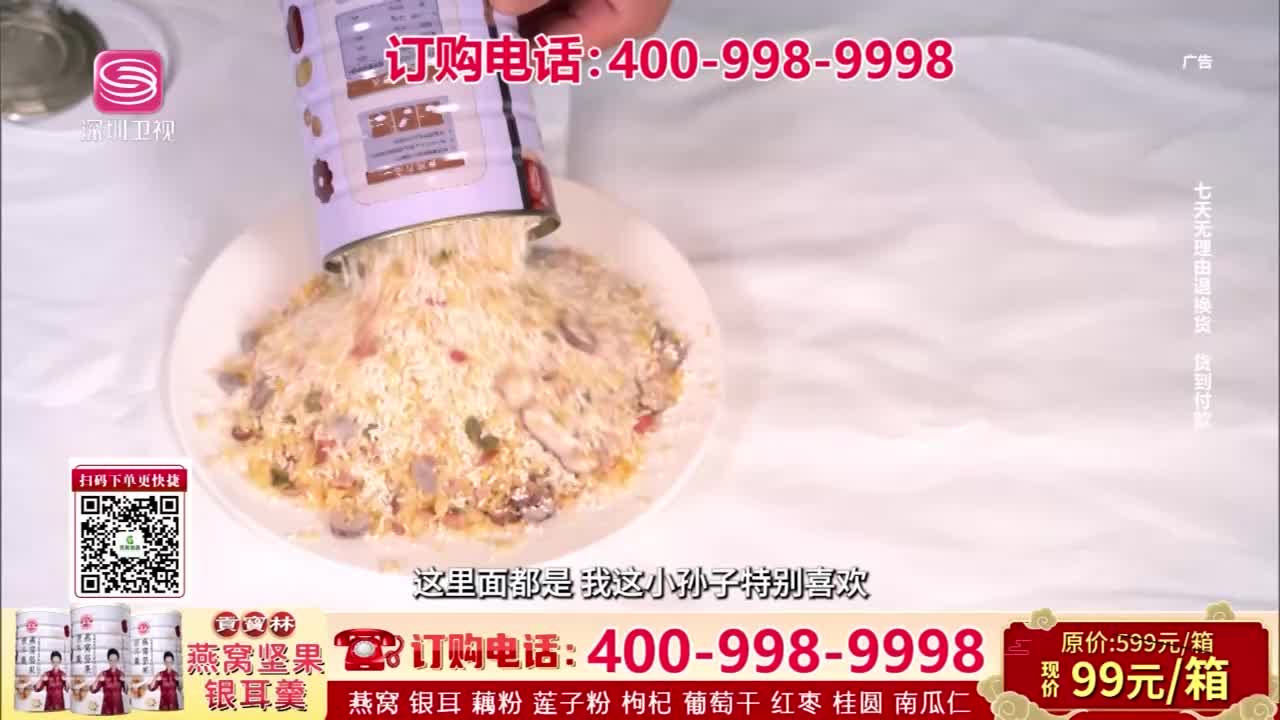 订购电话:400-998-9998
广告
深圳卫视
七天无理由退换货 货到付款
扫码下单更快捷
这里面都是 我这小孙子特别喜欢
貢寶林
燕窝坚果
银耳羹
订购电话:400-998-9998
燕窝 银耳 藕粉 莲子粉 枸杞 葡萄干 红枣 桂圆 南瓜仁
原价:599元/箱
现价 99元/箱